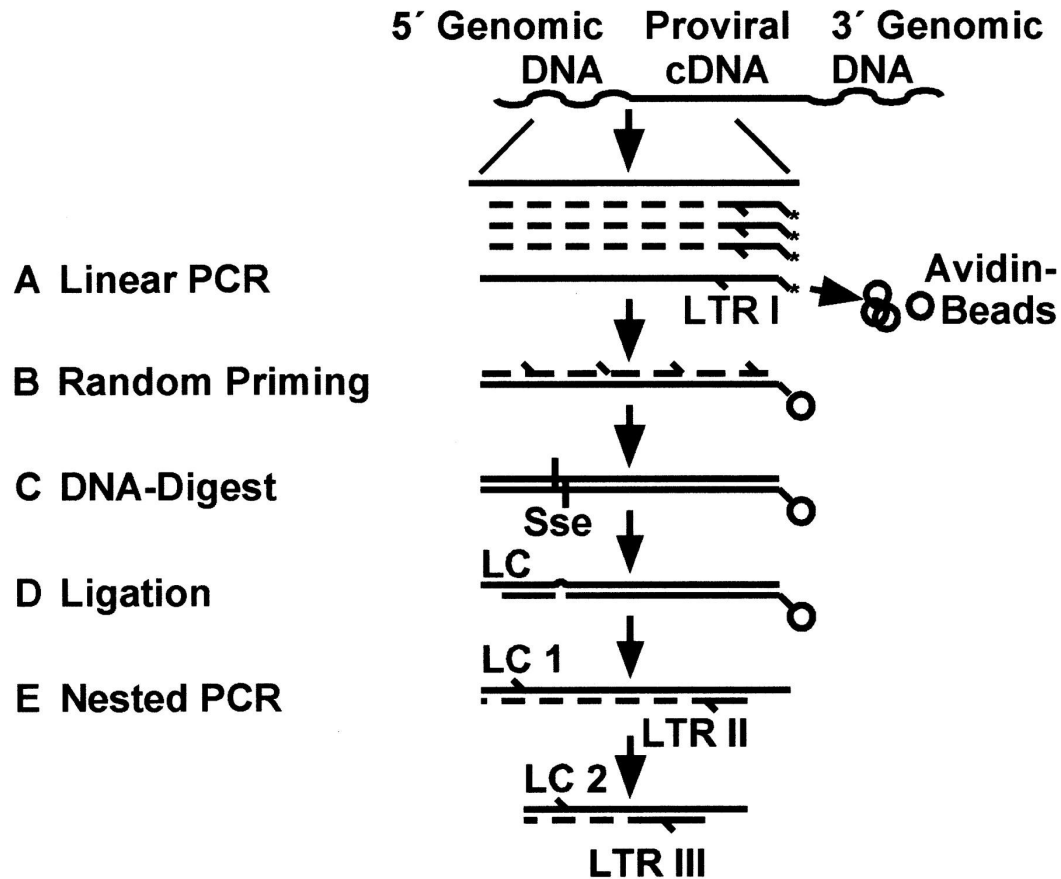 5´ Genomic Proviral 3´ Genomic
DNA cDNA DNA
A Linear PCR
LTR I
*
*
*
*
Avidin-
Beads
B Random Priming
C DNA-Digest
Sse
LC
D Ligation
LC 1
E Nested PCR
LTR II
LC 2
LTR III